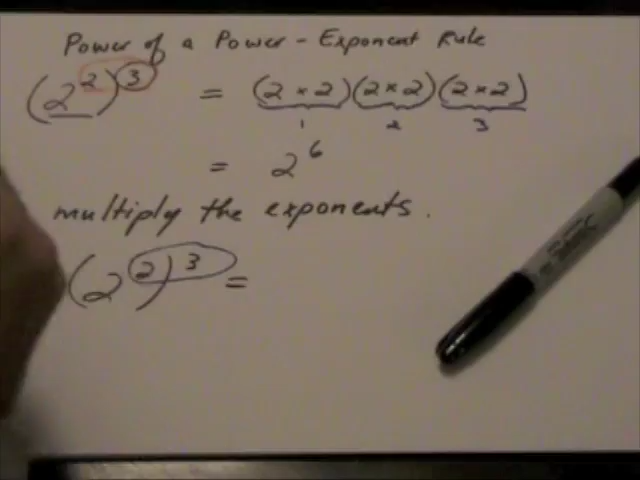 Power of a Power - Exponent Rule
(2²)³ = (2 × 2)(2 × 2)(2 × 2)
1 2 3
= 2⁶
multiply the exponents.
(2²)³ =